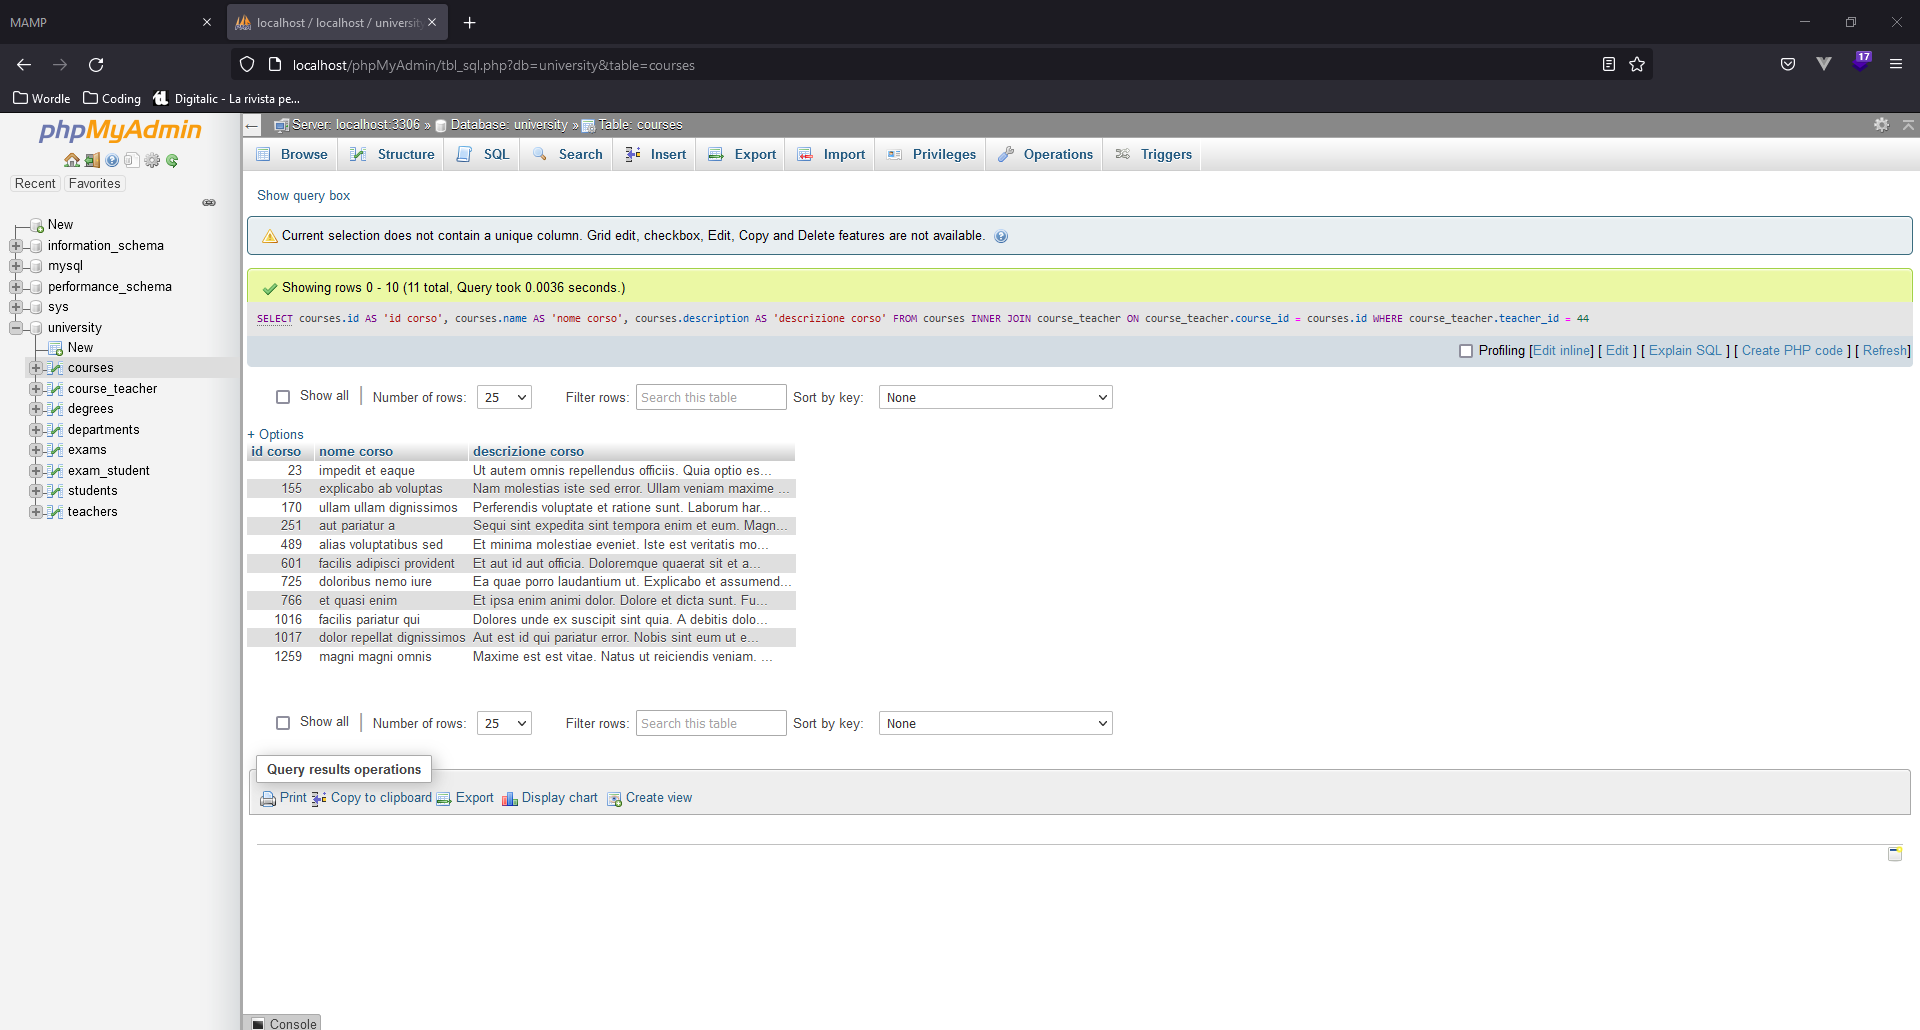 MAMP
localhost / localhost / university
localhost/phpMyAdmin/tbl_sql.php?db=university&table=courses
17
Wordle Coding Digitalic - La rivista pe...
phpMyAdmin
Recent Favorites
New
information_schema
mysql
performance_schema
sys
university
New
courses
course_teacher
degrees
departments
exams
exam_student
students
teachers
Server: localhost:3306 » Database: university » Table: courses
Browse Structure SQL Search Insert Export Import Privileges Operations Triggers
Show query box
Current selection does not contain a unique column. Grid edit, checkbox, Edit, Copy and Delete features are not available.
Showing rows 0 - 10 (11 total, Query took 0.0036 seconds.)
SELECT courses.id AS 'id corso', courses.name AS 'nome corso', courses.description AS 'descrizione corso' FROM courses INNER JOIN course_teacher ON course_teacher.course_id = courses.id WHERE course_teacher.teacher_id = 44
Profiling [Edit inline] [ Edit ] [ Explain SQL ] [ Create PHP code ] [ Refresh]
Show all | Number of rows: 25 Filter rows: Search this table Sort by key: None
+ Options
id corso nome corso descrizione corso
23 impedit et eaque Ut autem omnis repellendus officiis. Quia optio es...
155 explicabo ab voluptas Nam molestias iste sed error. Ullam veniam maxime ...
170 ullam ullam dignissimos Perferendis voluptate et ratione sunt. Laborum har...
251 aut pariatur a Sequi sint expedita sint tempora enim et eum. Magn...
489 alias voluptatibus sed Et minima molestiae eveniet. Iste est veritatis mo...
601 facilis adipisci provident Et aut id aut officia. Doloremque quaerat sit et a...
725 doloribus nemo iure Ea quae porro laudantium ut. Explicabo et assumend...
766 et quasi enim Et ipsa enim animi dolor. Dolore et dicta sunt. Fu...
1016 facilis pariatur qui Dolores unde ex suscipit sint quia. A debitis dolo...
1017 dolor repellat dignissimos Aut est id qui pariatur error. Nobis sint eum ut e...
1259 magni magni omnis Maxime est est vitae. Natus ut reiciendis veniam. ...
Show all | Number of rows: 25 Filter rows: Search this table Sort by key: None
Query results operations
Print Copy to clipboard Export Display chart Create view
Console